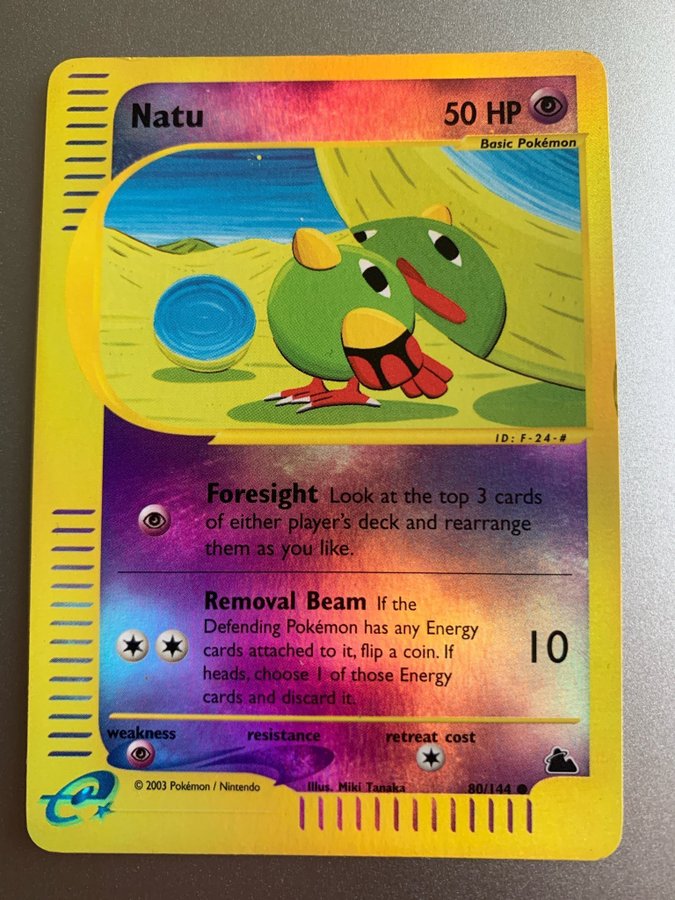 Natu 50 HP
Basic Pokémon
ID: F-24-#
Foresight Look at the top 3 cards
of either player's deck and rearrange
them as you like.
Removal Beam If the
Defending Pokémon has any Energy
cards attached to it, flip a coin. If
heads, choose 1 of those Energy
cards and discard it.
10
weakness resistance retreat cost
© 2003 Pokémon / Nintendo Illus. Miki Tanaka 80/144